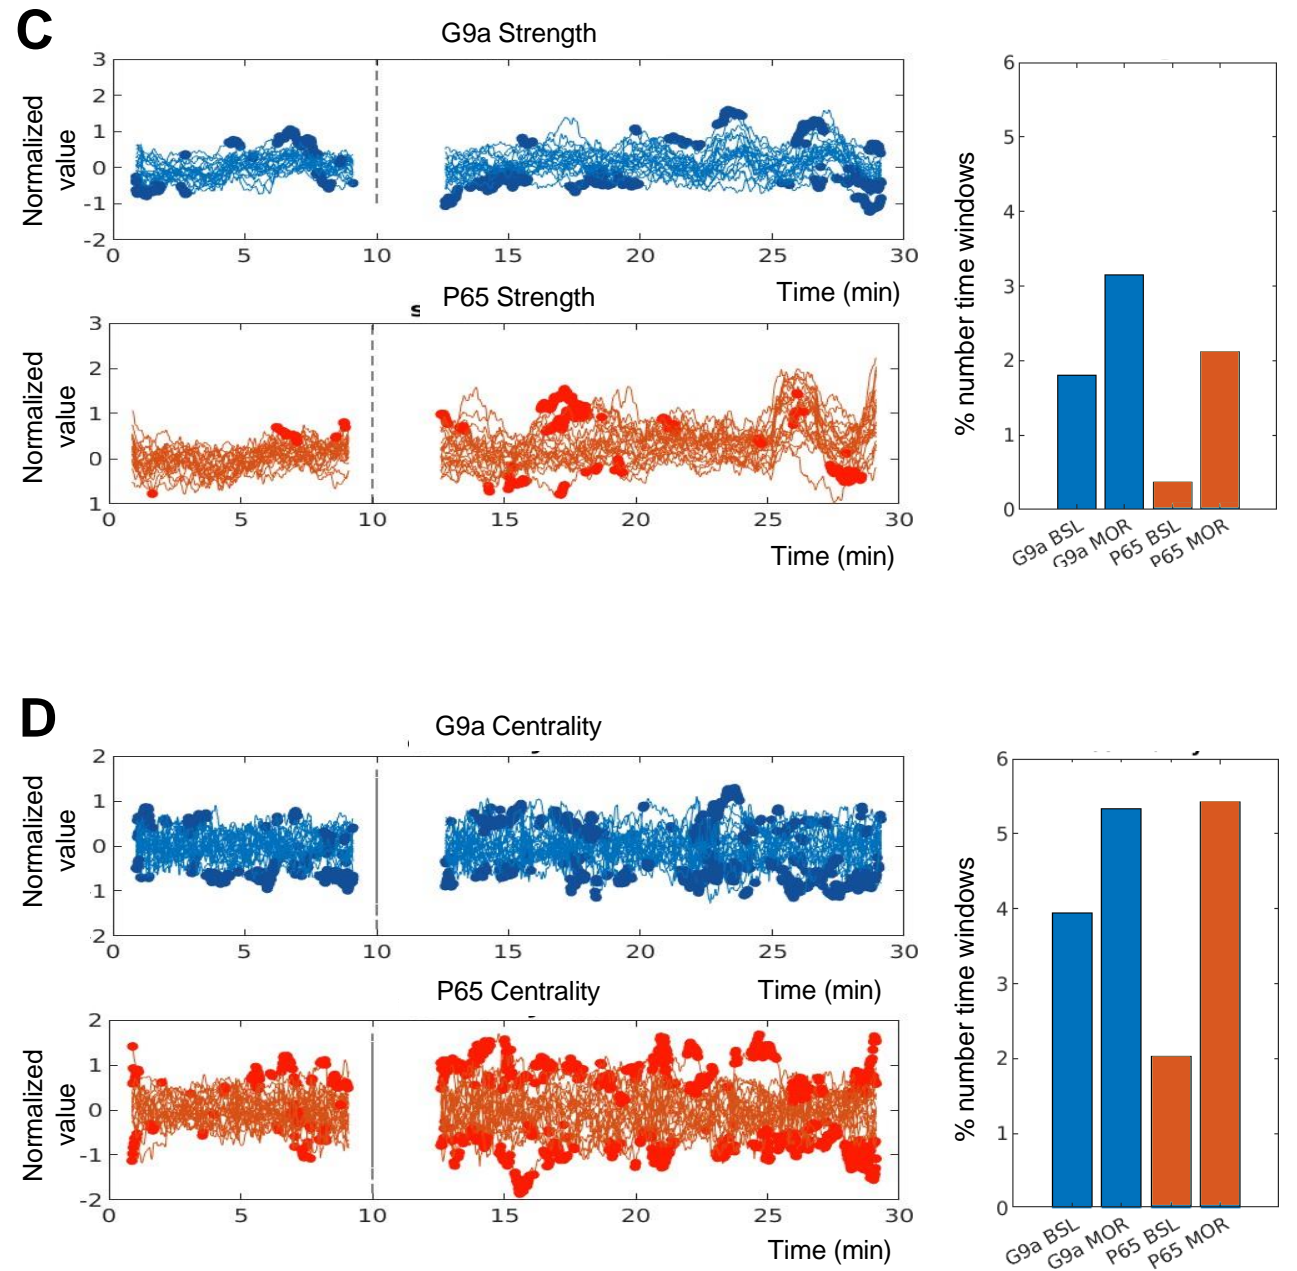 C
G9a Strength
Normalized
value
3
2
1
0
-1
-2
0 5 10 15 20 25 30
Time (min)
P65 Strength
s
Normalized
value
3
2
1
0
1
0 5 10 15 20 25 30
Time (min)
% number time windows
6
5
4
3
2
1
0
G9a BSL
G9a MOR
P65 BSL
P65 MOR
D
G9a Centrality
Normalized
value
2
1
0
1
2
0 5 10 15 20 25 30
Time (min)
P65 Centrality
Normalized
value
2
1
0
-1
-2
0 5 10 15 20 25 30
Time (min)
% number time windows
6
5
4
3
2
1
0
G9a BSL
G9a MOR
P65 BSL
P65 MOR